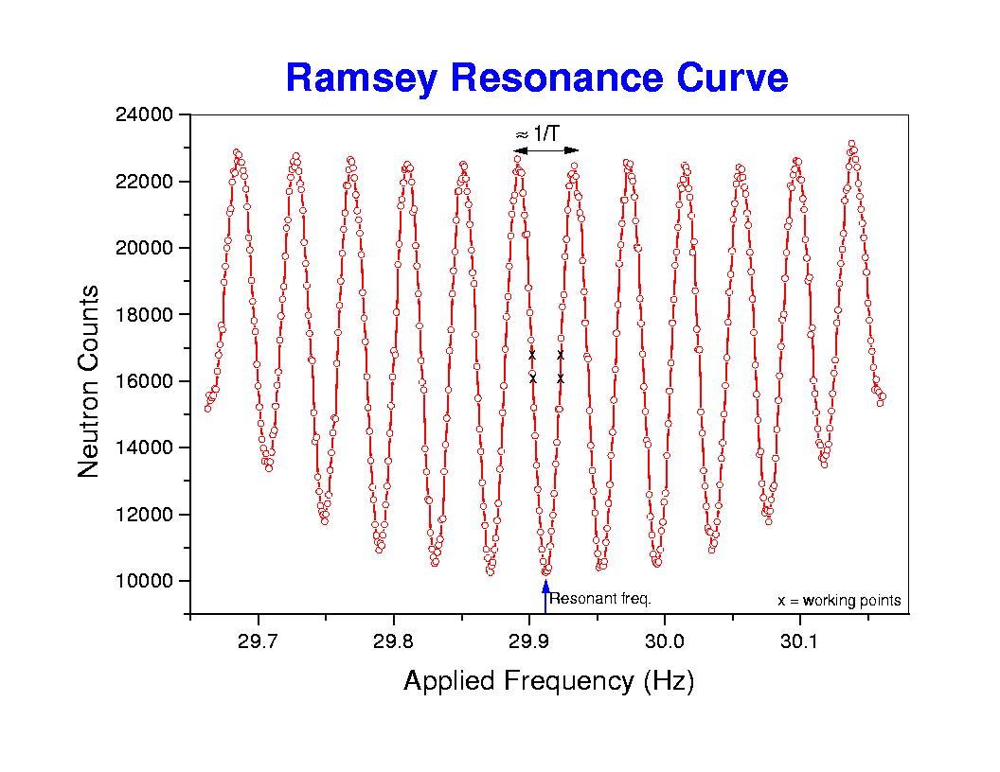 Ramsey Resonance Curve
24000
22000
20000
18000
16000
14000
12000
10000
Neutron Counts
≈ 1/T
x
x
x
x
Resonant freq.
x = working points
29.7
29.8
29.9
30.0
30.1
Applied Frequency (Hz)